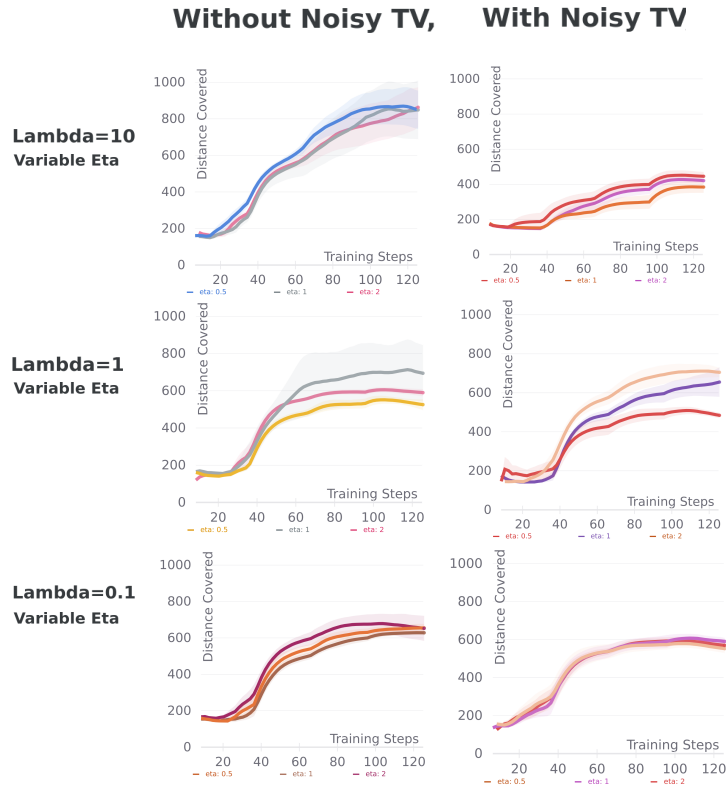 Without Noisy TV, With Noisy TV
Lambda=10
Variable Eta
1000
800
600
400
200
0
Distance Covered
Training Steps
20 40 60 80 100 120
eta: 0.5 eta: 1 eta: 2
1000
800
600
400
200
0
Distance Covered
Training Steps
20 40 60 80 100 120
eta: 0.5 eta: 1 eta: 2
Lambda=1
Variable Eta
1000
800
600
400
200
0
Distance Covered
Training Steps
20 40 60 80 100 120
eta: 0.5 eta: 1 eta: 2
1000
800
600
400
200
0
Distance Covered
Training Steps
20 40 60 80 100 120
eta: 0.5 eta: 1 eta: 2
Lambda=0.1
Variable Eta
1000
800
600
400
200
0
Distance Covered
Training Steps
20 40 60 80 100 120
eta: 0.5 eta: 1 eta: 2
1000
800
600
400
200
0
Distance Covered
Training Steps
20 40 60 80 100 120
eta: 0.5 eta: 1 eta: 2